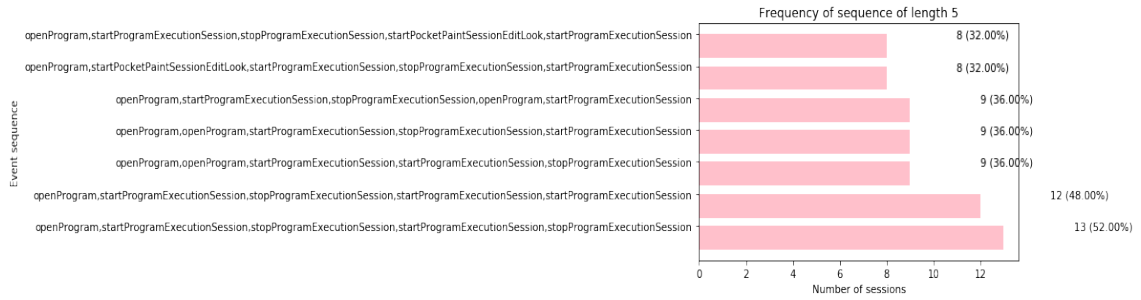 Frequency of sequence of length 5
openProgram,startProgramExecutionSession,stopProgramExecutionSession,startPocketPaintSessionEditLook,startProgramExecutionSession 8 (32.00%)
openProgram,startPocketPaintSessionEditLook,startProgramExecutionSession,stopProgramExecutionSession,startProgramExecutionSession 8 (32.00%)
openProgram,startProgramExecutionSession,stopProgramExecutionSession,openProgram,startProgramExecutionSession 9 (36.00%)
openProgram,openProgram,startProgramExecutionSession,stopProgramExecutionSession,startProgramExecutionSession 9 (36.00%)
openProgram,openProgram,startProgramExecutionSession,startProgramExecutionSession,stopProgramExecutionSession 9 (36.00%)
openProgram,startProgramExecutionSession,stopProgramExecutionSession,startProgramExecutionSession,startProgramExecutionSession 12 (48.00%)
openProgram,startProgramExecutionSession,stopProgramExecutionSession,startProgramExecutionSession,stopProgramExecutionSession 13 (52.00%)
Event sequence
0 2 4 6 8 10 12
Number of sessions